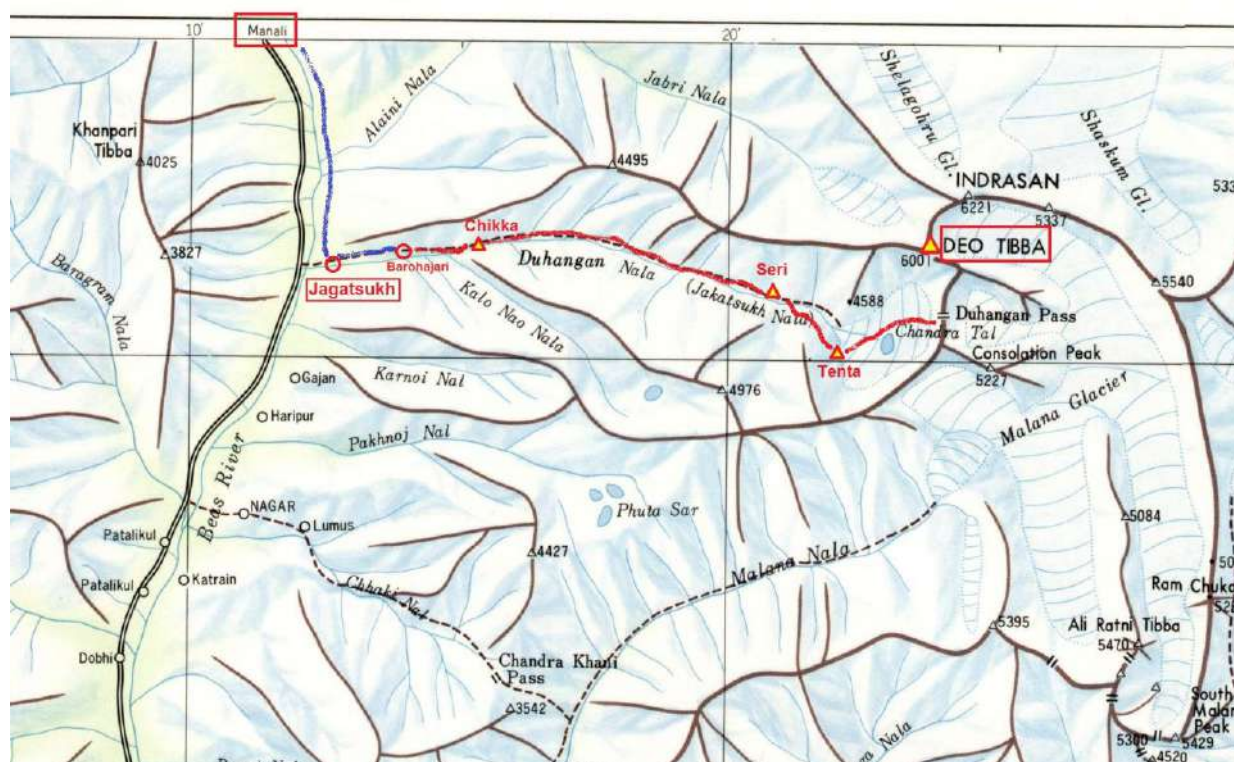 10'
20'
Manali
Alaini Nala
Jabri Nala
Shelagohru Gl.
Shaskum Gl.
Khanpari
Tibba
4025
4495
INDRASAN
6221
5337
3827
Chikka
DEO TIBBA
6001
Baragram Nala
Jagatsukh
Barohajari
Duhangan Nala
(Jakatsukh Nala)
Seri
4588
5540
Duhangan Pass
Chandra Tal
Kalo Nao Nala
Consolation Peak
5227
Tenta
Gajan
Karnoi Nal
4976
Malana Glacier
Haripur
Pakhnoj Nal
Beas River
NAGAR
Lumus
Phuta Sar
5084
Patalikul
4427
Malana Nala
Patalikul
Katrain
Chhaki Nal
Ram Chuka
5395
Ali Ratni Tibba
5470
Dobhi
Chandra Khani
Pass
3542
South
Malan
Peak
5300
5429
4520
Nala